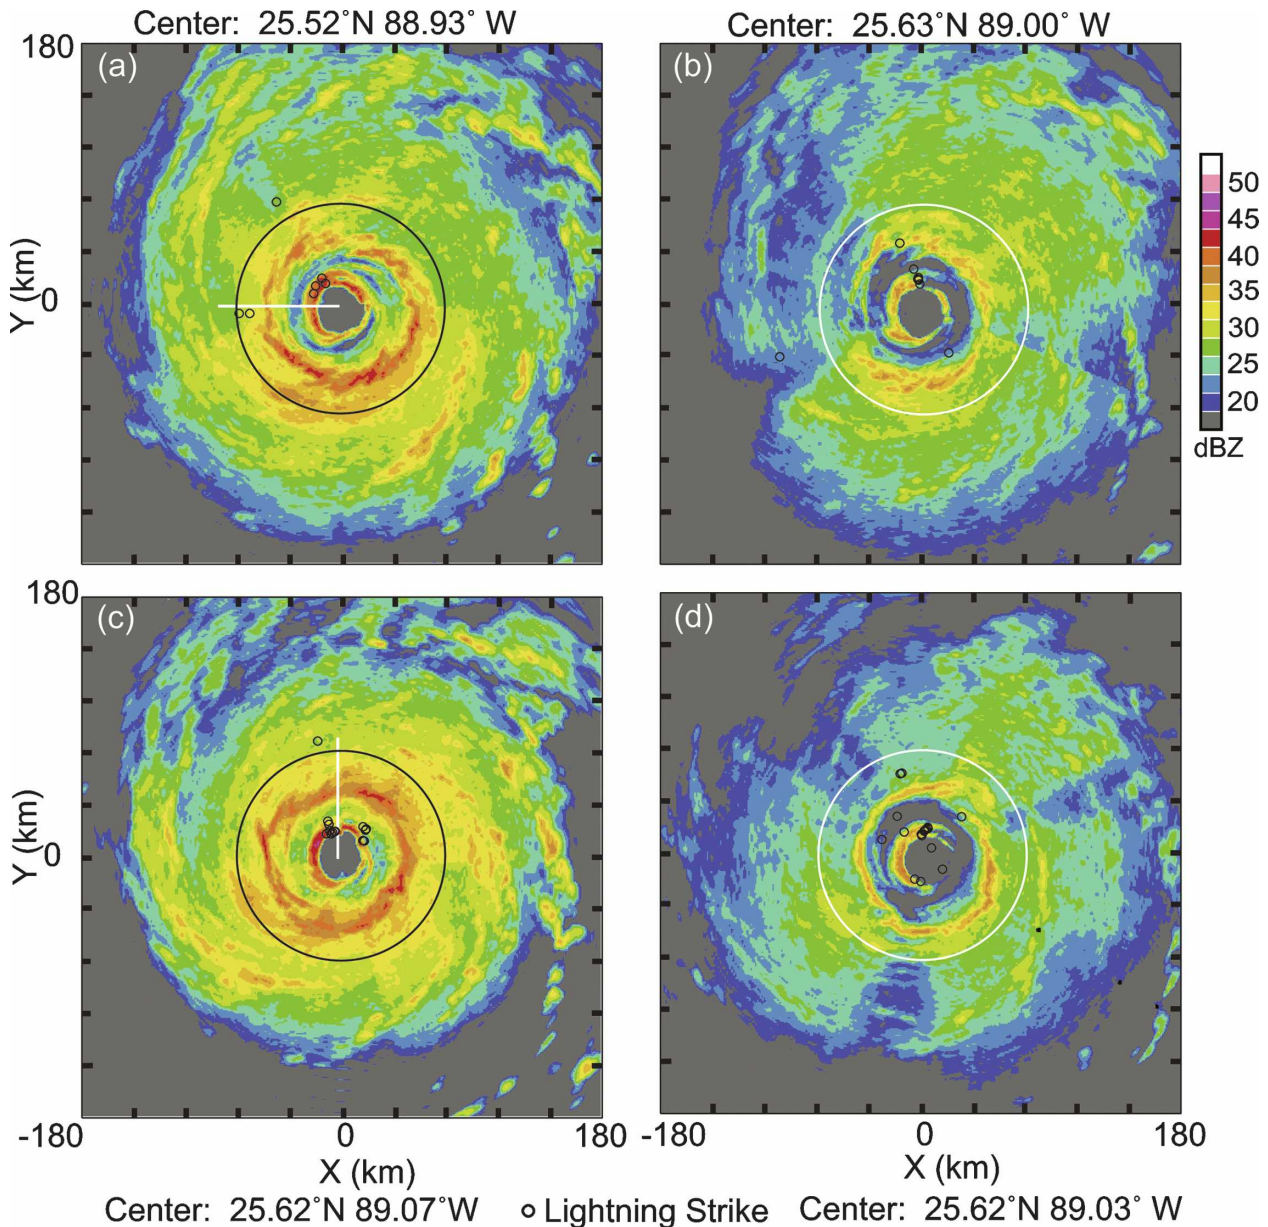 Center: 25.52°N 88.93° W
Center: 25.63°N 89.00° W
180
(a)
(b)
Y (km)
0
50
45
40
35
30
25
20
dBZ
180
(c)
(d)
Y (km)
0
-180 0 180
-180 0 180
X (km)
X (km)
Center: 25.62°N 89.07°W
Lightning Strike
Center: 25.62°N 89.03° W